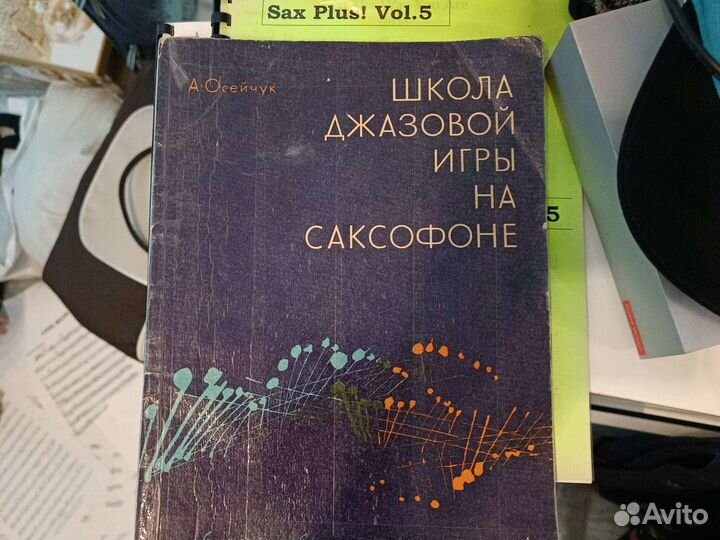 Sax Plus! Vol.5
А. Осейчук
ШКОЛА
ДЖАЗОВОЙ
ИГРЫ
НА
САКСОФОНЕ
5
Avito